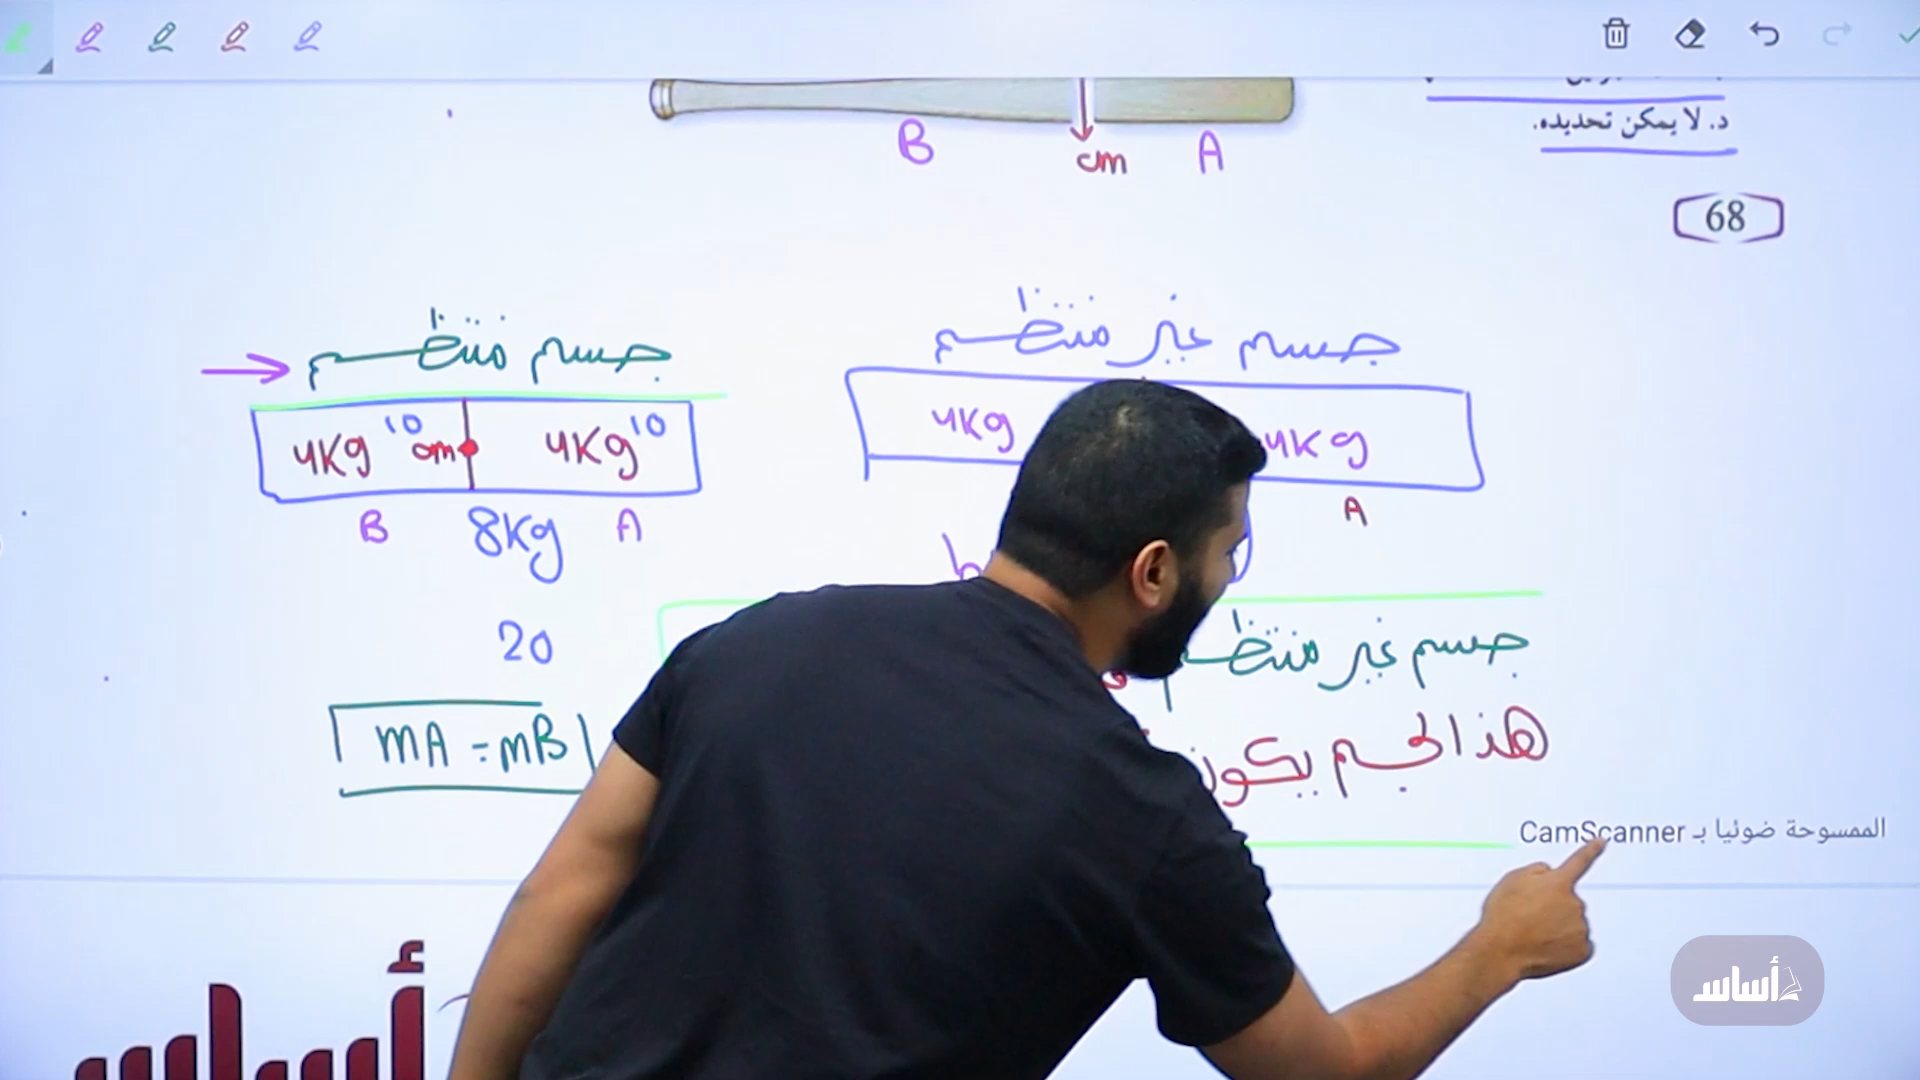 د. لا يمكن تحديده.
B cm A
68
جسم غير منتظم
4Kg 4Kg
A
جسم منتظم
4Kg 10 cm 4Kg 10
B 8Kg A
20
mA = mB
جسم غير منتظم
هذا الجسم يكون
الممسوحة ضوئيا بـ CamScanner
أساس
أساس